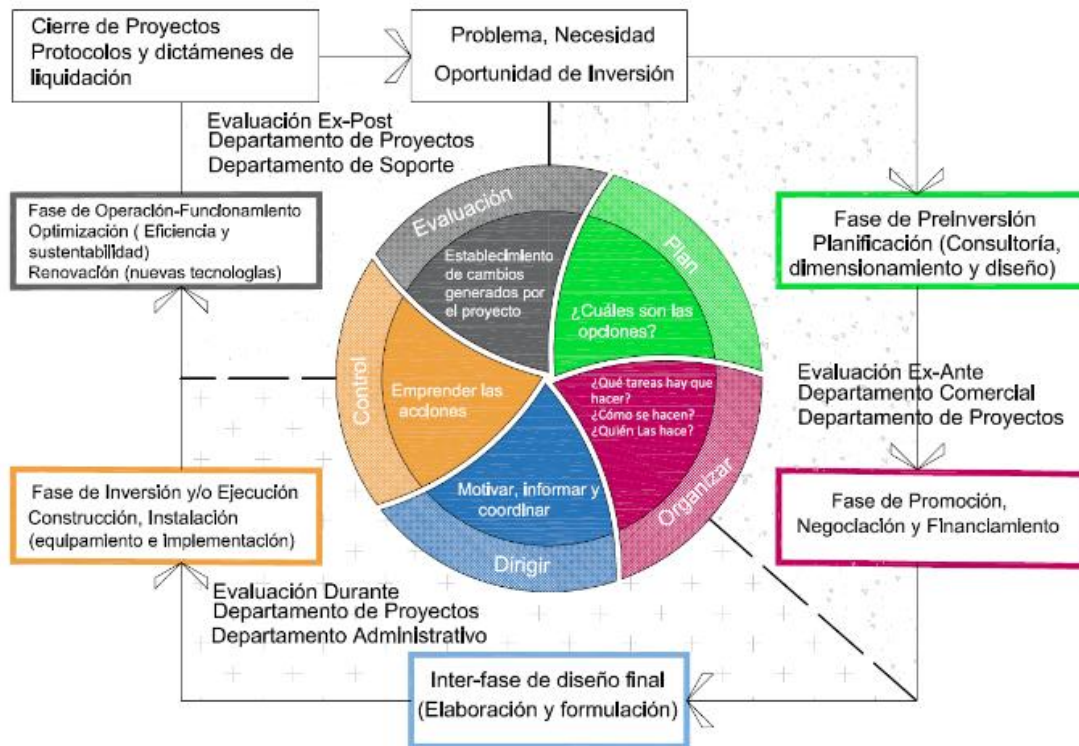 Cierre de Proyectos
Protocolos y dictámenes de
liquidación
Problema, Necesidad
Oportunidad de Inversión
Evaluación Ex-Post
Departamento de Proyectos
Departamento de Soporte
Fase de Operación-Funcionamiento
Optimización ( Eficiencia y
sustentabilidad)
Renovación (nuevas tecnologias)
Fase de PreInversión
Planificación (Consultoría,
dimensionamiento y diseño)
Evaluación
Establecimiento
de cambios
generados por
el proyecto
Plan
¿Cuáles son las
opciones?
Control
Emprender las
acciones
¿Qué tareas hay que
hacer?
¿Cómo se hacen?
¿Quién Las hace?
Organizar
Motivar, informar y
coordinar
Dirigir
Evaluación Ex-Ante
Departamento Comercial
Departamento de Proyectos
Fase de Inversión y/o Ejecución
Construcción, Instalación
(equipamiento e implementación)
Fase de Promoción,
Negociación y Financiamiento
Evaluación Durante
Departamento de Proyectos
Departamento Administrativo
Inter-fase de diseño final
(Elaboración y formulación)